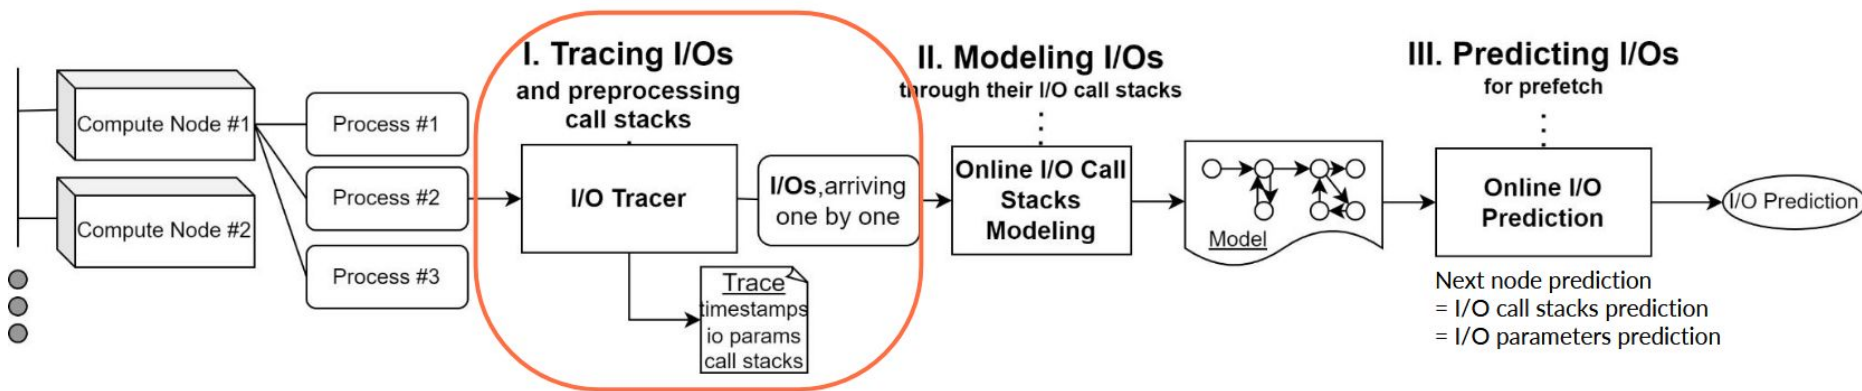 Compute Node #1
Compute Node #2
Process #1
Process #2
Process #3
I. Tracing I/Os
and preprocessing
call stacks
I/O Tracer
I/Os,arriving
one by one
Trace
timestamps
io params
call stacks
II. Modeling I/Os
through their I/O call stacks
Online I/O Call
Stacks
Modeling
Model
III. Predicting I/Os
for prefetch
Online I/O
Prediction
I/O Prediction
Next node prediction
= I/O call stacks prediction
= I/O parameters prediction